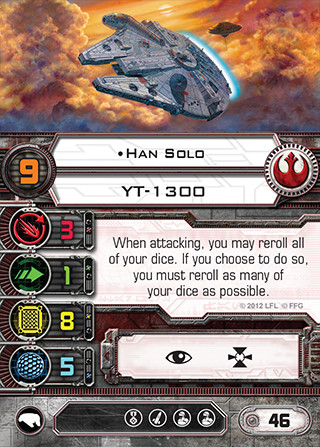 •Han Solo
9
YT-1300
3
When attacking, you may reroll all
of your dice. If you choose to do so,
you must reroll as many of
your dice as possible.
1
© 2012 LFL © FFG
8
5
46